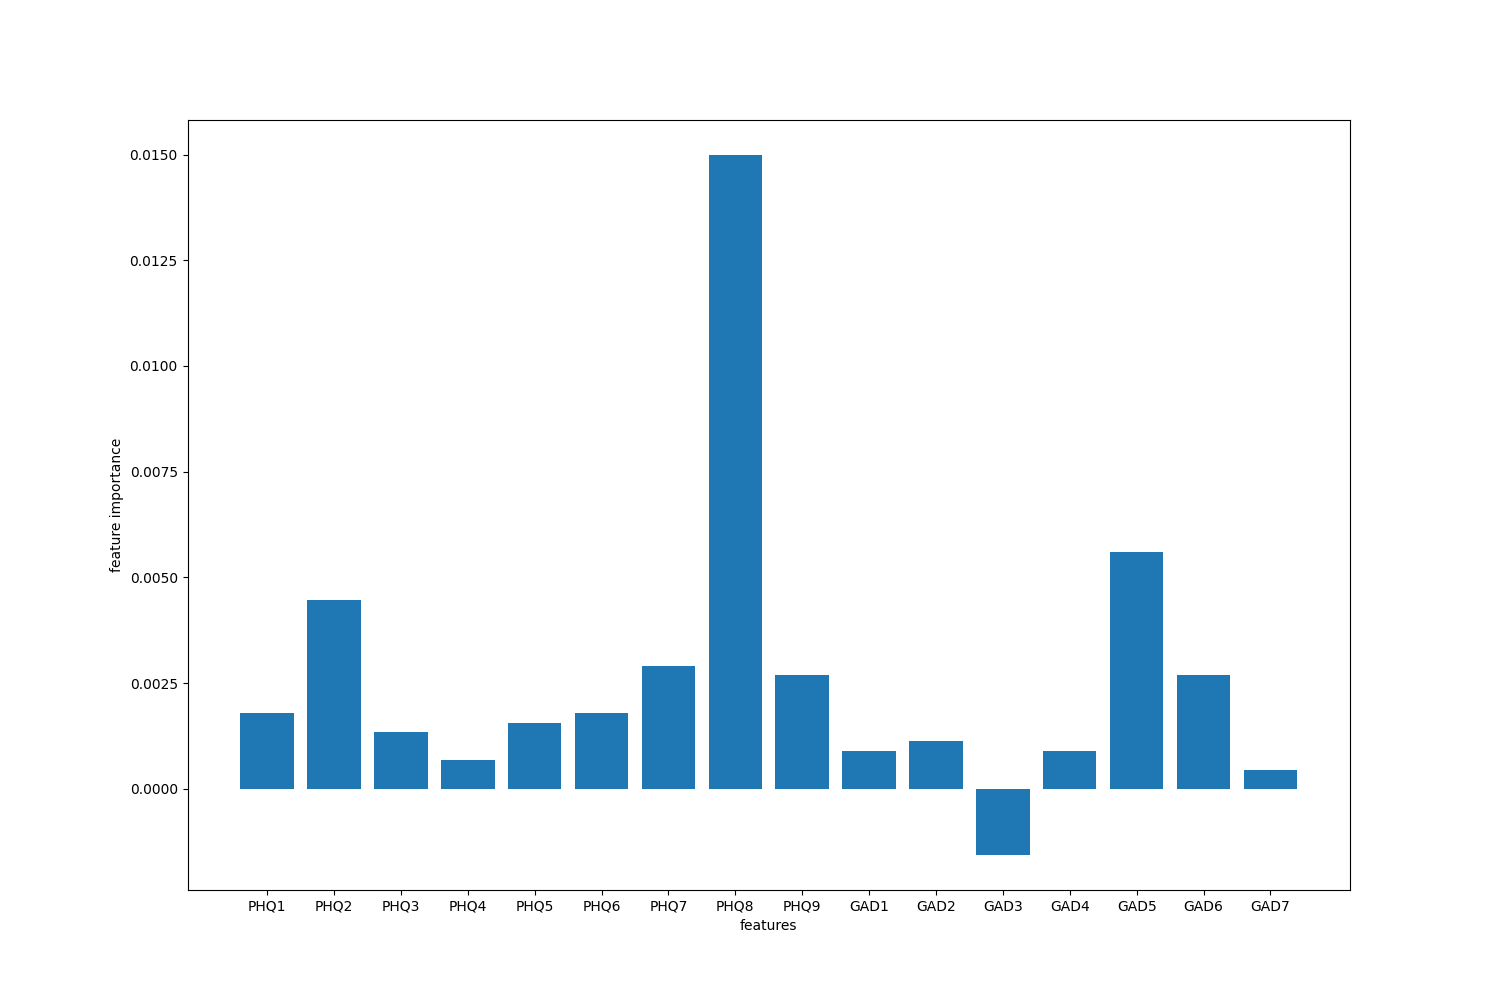 0.0150
0.0125
0.0100
0.0075
0.0050
0.0025
0.0000
feature importance
PHQ1 PHQ2 PHQ3 PHQ4 PHQ5 PHQ6 PHQ7 PHQ8 PHQ9 GAD1 GAD2 GAD3 GAD4 GAD5 GAD6 GAD7
features